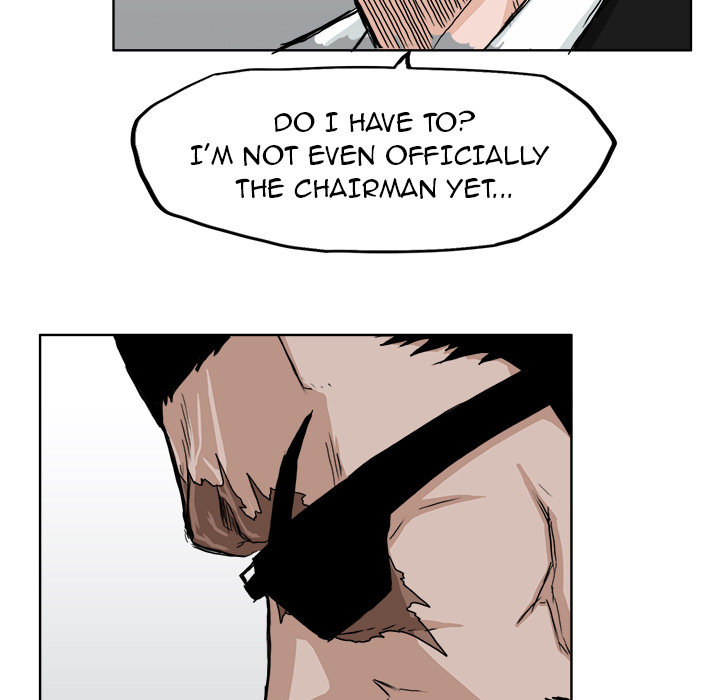 DO I HAVE TO?
I'M NOT EVEN OFFICIALLY
THE CHAIRMAN YET...